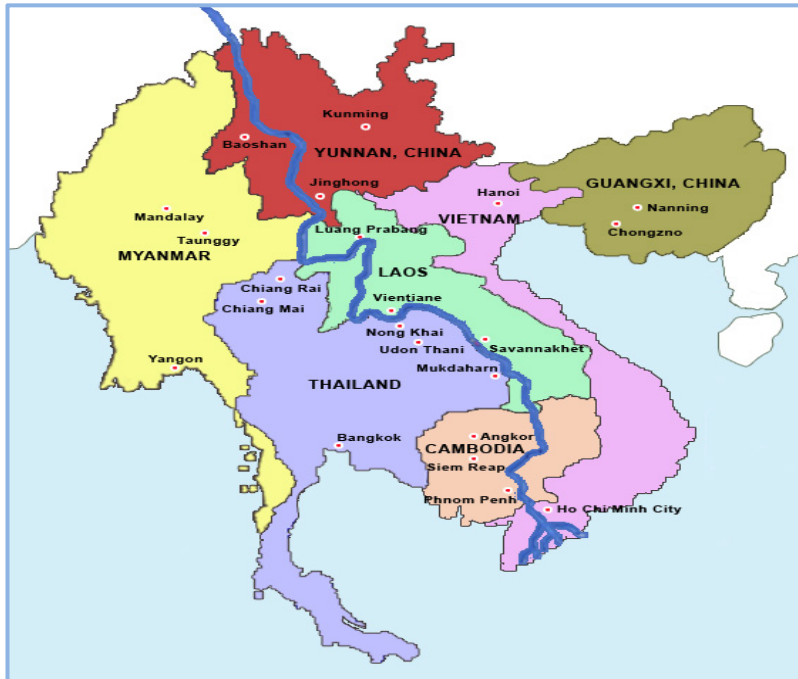 Kunming
Baoshan
YUNNAN, CHINA
Jinghong
Hanoi
GUANGXI, CHINA
Mandalay
VIETNAM
Nanning
Chongzno
Luang Prabang
Taunggy
MYANMAR
LAOS
Chiang Rai
Chiang Mai
Vientiane
Nong Khai
Udon Thani
Savannakhet
Yangon
Mukdaharn
THAILAND
Bangkok
Angkor
CAMBODIA
Siem Reap
Phnom Penh
Ho Chi Minh City